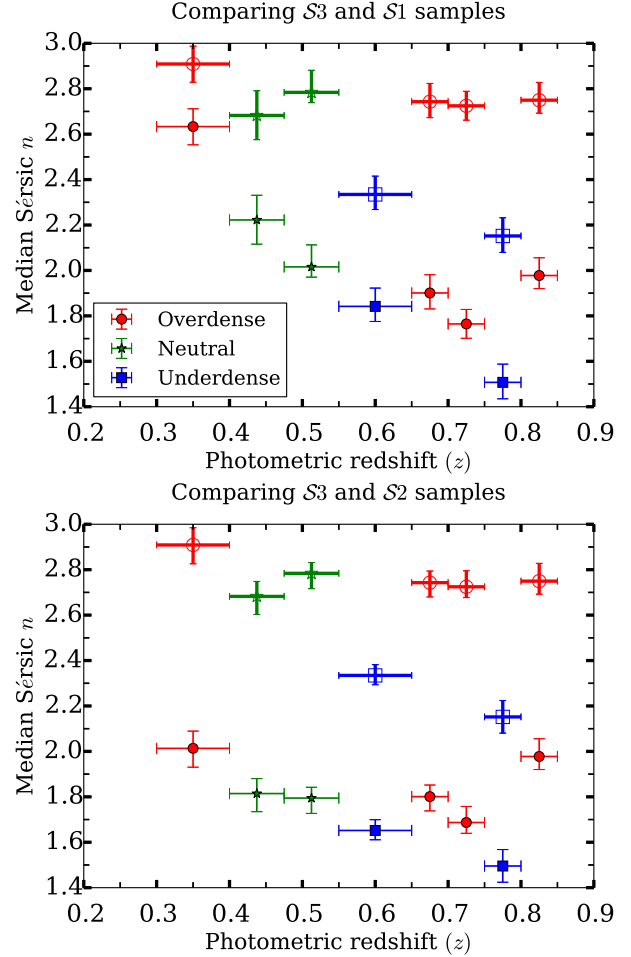 Comparing 𝒮3 and 𝒮1 samples
3.0
2.8
2.6
2.4
2.2
2.0
1.8
1.6
1.4
Median Sérsic n
Overdense
Neutral
Underdense
0.2 0.3 0.4 0.5 0.6 0.7 0.8 0.9
Photometric redshift (z)
Comparing 𝒮3 and 𝒮2 samples
3.0
2.8
2.6
2.4
2.2
2.0
1.8
1.6
1.4
Median Sérsic n
0.2 0.3 0.4 0.5 0.6 0.7 0.8 0.9
Photometric redshift (z)